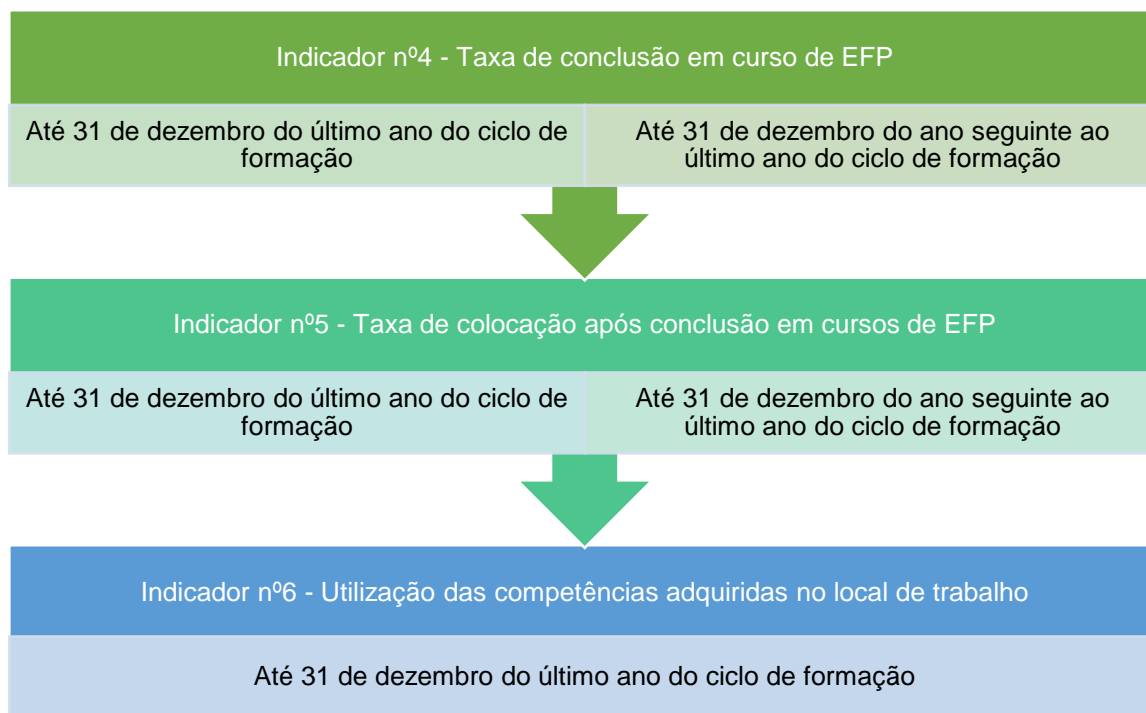 Indicador nº4 - Taxa de conclusão em curso de EFP
Até 31 de dezembro do último ano do ciclo de
formação
Até 31 de dezembro do ano seguinte ao
último ano do ciclo de formação
Indicador nº5 - Taxa de colocação após conclusão em cursos de EFP
Até 31 de dezembro do último ano do ciclo de
formação
Até 31 de dezembro do ano seguinte ao
último ano do ciclo de formação
Indicador nº6 - Utilização das competências adquiridas no local de trabalho
Até 31 de dezembro do último ano do ciclo de formação